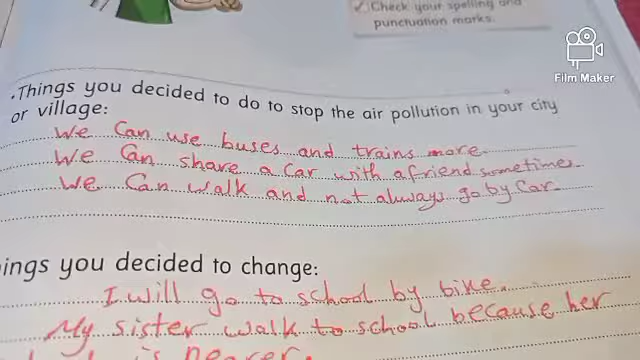 Check your spelling and
punctuation marks.
Film Maker
Things you decided to do to stop the air pollution in your city
or village:
We Can use buses and trains more.
We Can share a Car with a friend sometimes.
We Can walk and not always go by Car.
ings you decided to change:
I will go to school by bike.
My sister walk to school because her
is nearer.